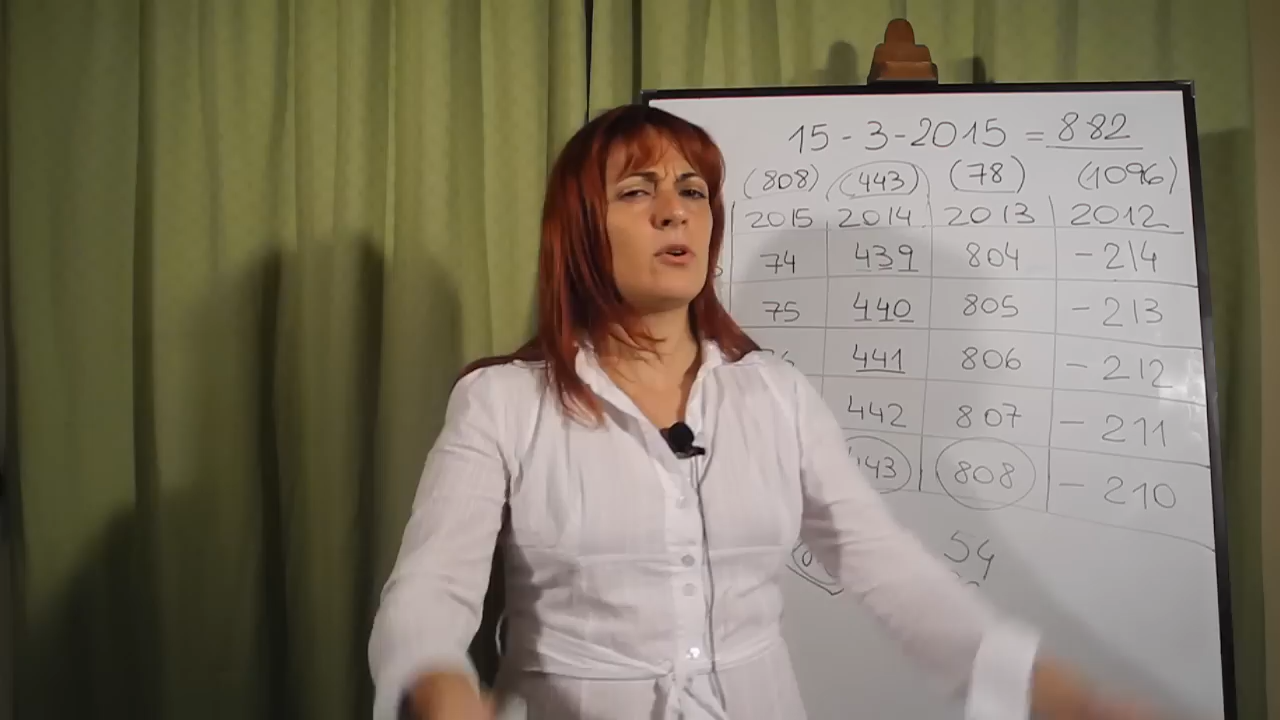 15 - 3 - 2015 = 882
(808) (443) (78) (1096)
2015 2014 2013 2012
74 439 804 - 214
75 440 805 - 213
441 806 - 212
442 807 - 211
443 808 - 210
54